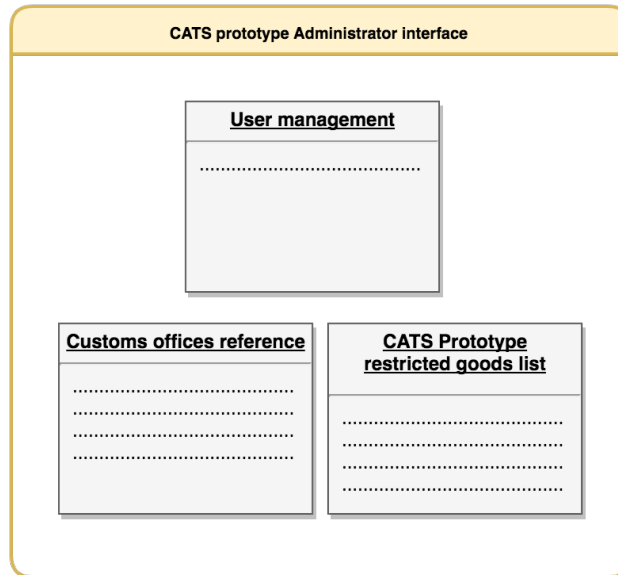 CATS prototype Administrator interface
User management
..........................................
Customs offices reference
..........................................
..........................................
..........................................
..........................................
CATS Prototype
restricted goods list
..........................................
..........................................
..........................................
..........................................